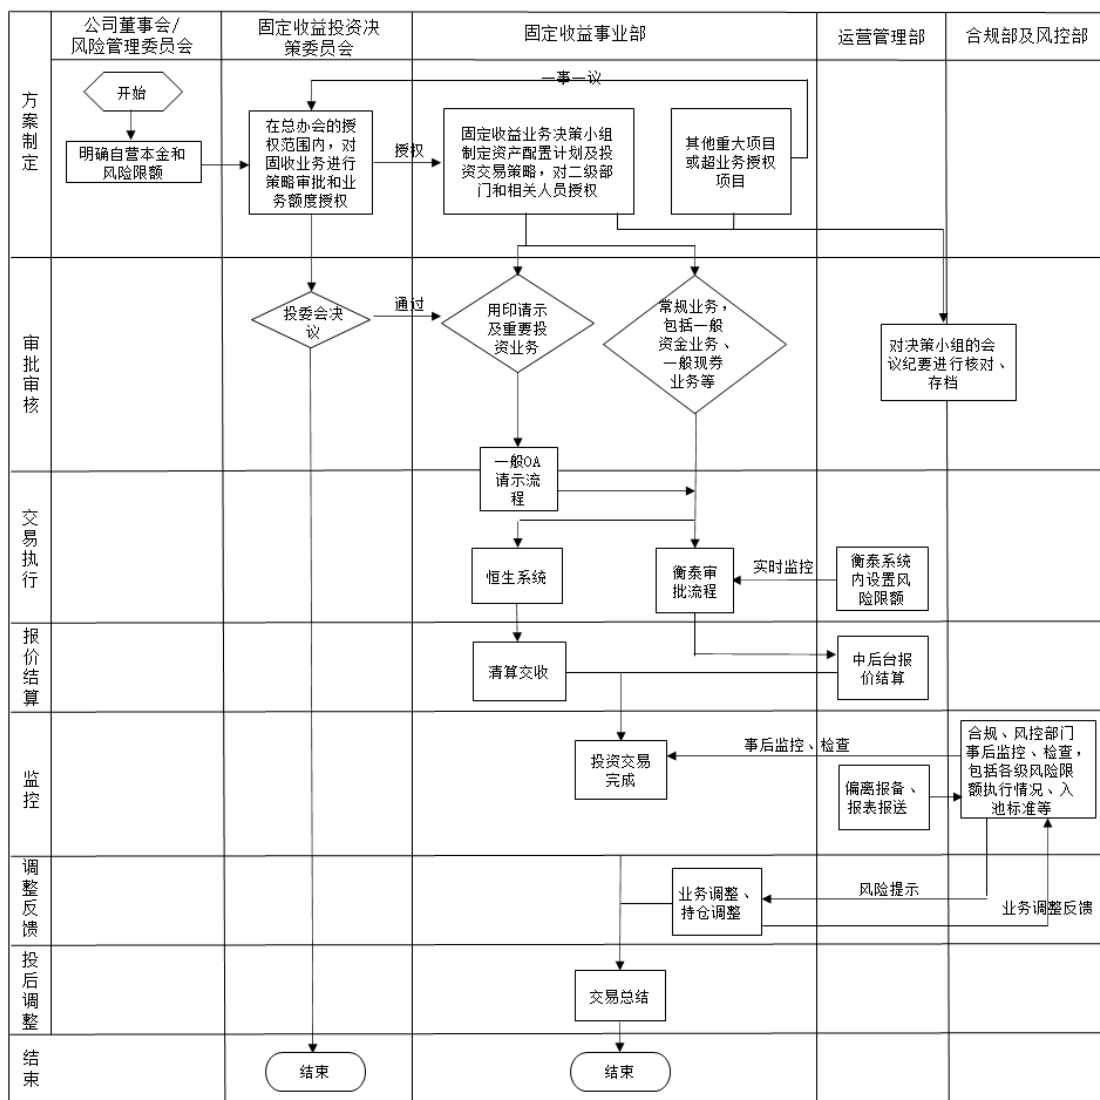 公司董事会/
风险管理委员会
固定收益投资决
策委员会
固定收益事业部
运营管理部
合规部及风控部
方案制定
开始
明确自营本金和
风险限额
在总办会的授
权范围内，对
固收业务进行
策略审批和业
务额度授权
授权
一事一议
固定收益业务决策小组
制定资产配置计划及投
资交易策略，对二级部
门和相关人员授权
其他重大项目
或超业务授权
项目
审批审核
投委会决
议
通过
用印请示
及重要投
资业务
常规业务，
包括一般
资金业务、
一般现券
业务等
对决策小组的会
议纪要进行核对、
存档
一般OA
请示流
程
交易执行
恒生系统
衡泰审
批流程
实时监控
衡泰系统
内设置风
险限额
报价结算
清算交收
中后台报
价结算
监控
投资交易
完成
事后监控、检查
偏离报备、
报表报送
合规、风控部门
事后监控、检查，
包括各级风险限
额执行情况、入
池标准等
调整反馈
业务调整、
持仓调整
风险提示
业务调整反馈
投后调整
交易总结
结束
结束
结束